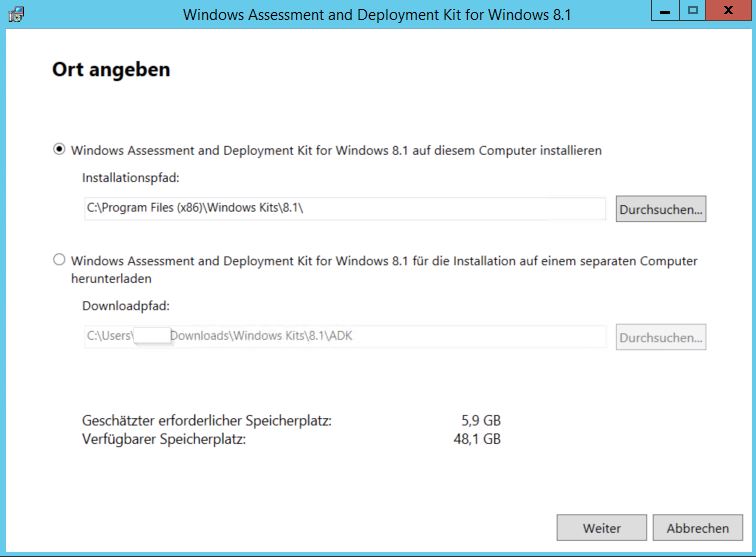 Windows Assessment and Deployment Kit for Windows 8.1
Ort angeben
Windows Assessment and Deployment Kit for Windows 8.1 auf diesem Computer installieren
Installationspfad:
C:\Program Files (x86)\Windows Kits\8.1\
Durchsuchen...
Windows Assessment and Deployment Kit for Windows 8.1 für die Installation auf einem separaten Computer
herunterladen
Downloadpfad:
C:\Users\ Downloads\Windows Kits\8.1\ADK
Durchsuchen...
Geschätzter erforderlicher Speicherplatz: 5,9 GB
Verfügbarer Speicherplatz: 48,1 GB
Weiter Abbrechen